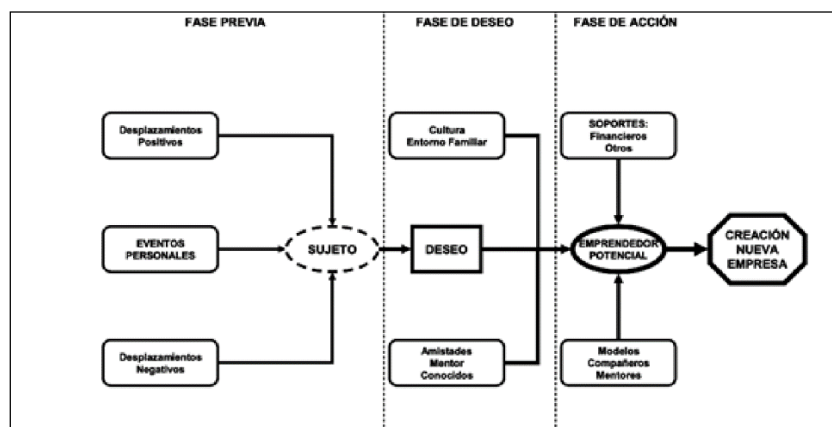 FASE PREVIA
FASE DE DESEO
FASE DE ACCIÓN
Desplazamientos
Positivos
Cultura
Entorno Familiar
SOPORTES:
Financieros
Otros
EVENTOS
PERSONALES
SUJETO
DESEO
EMPRENDEDOR
POTENCIAL
CREACIÓN
NUEVA
EMPRESA
Desplazamientos
Negativos
Amistades
Mentor
Conocidos
Modelos
Compañeros
Mentores